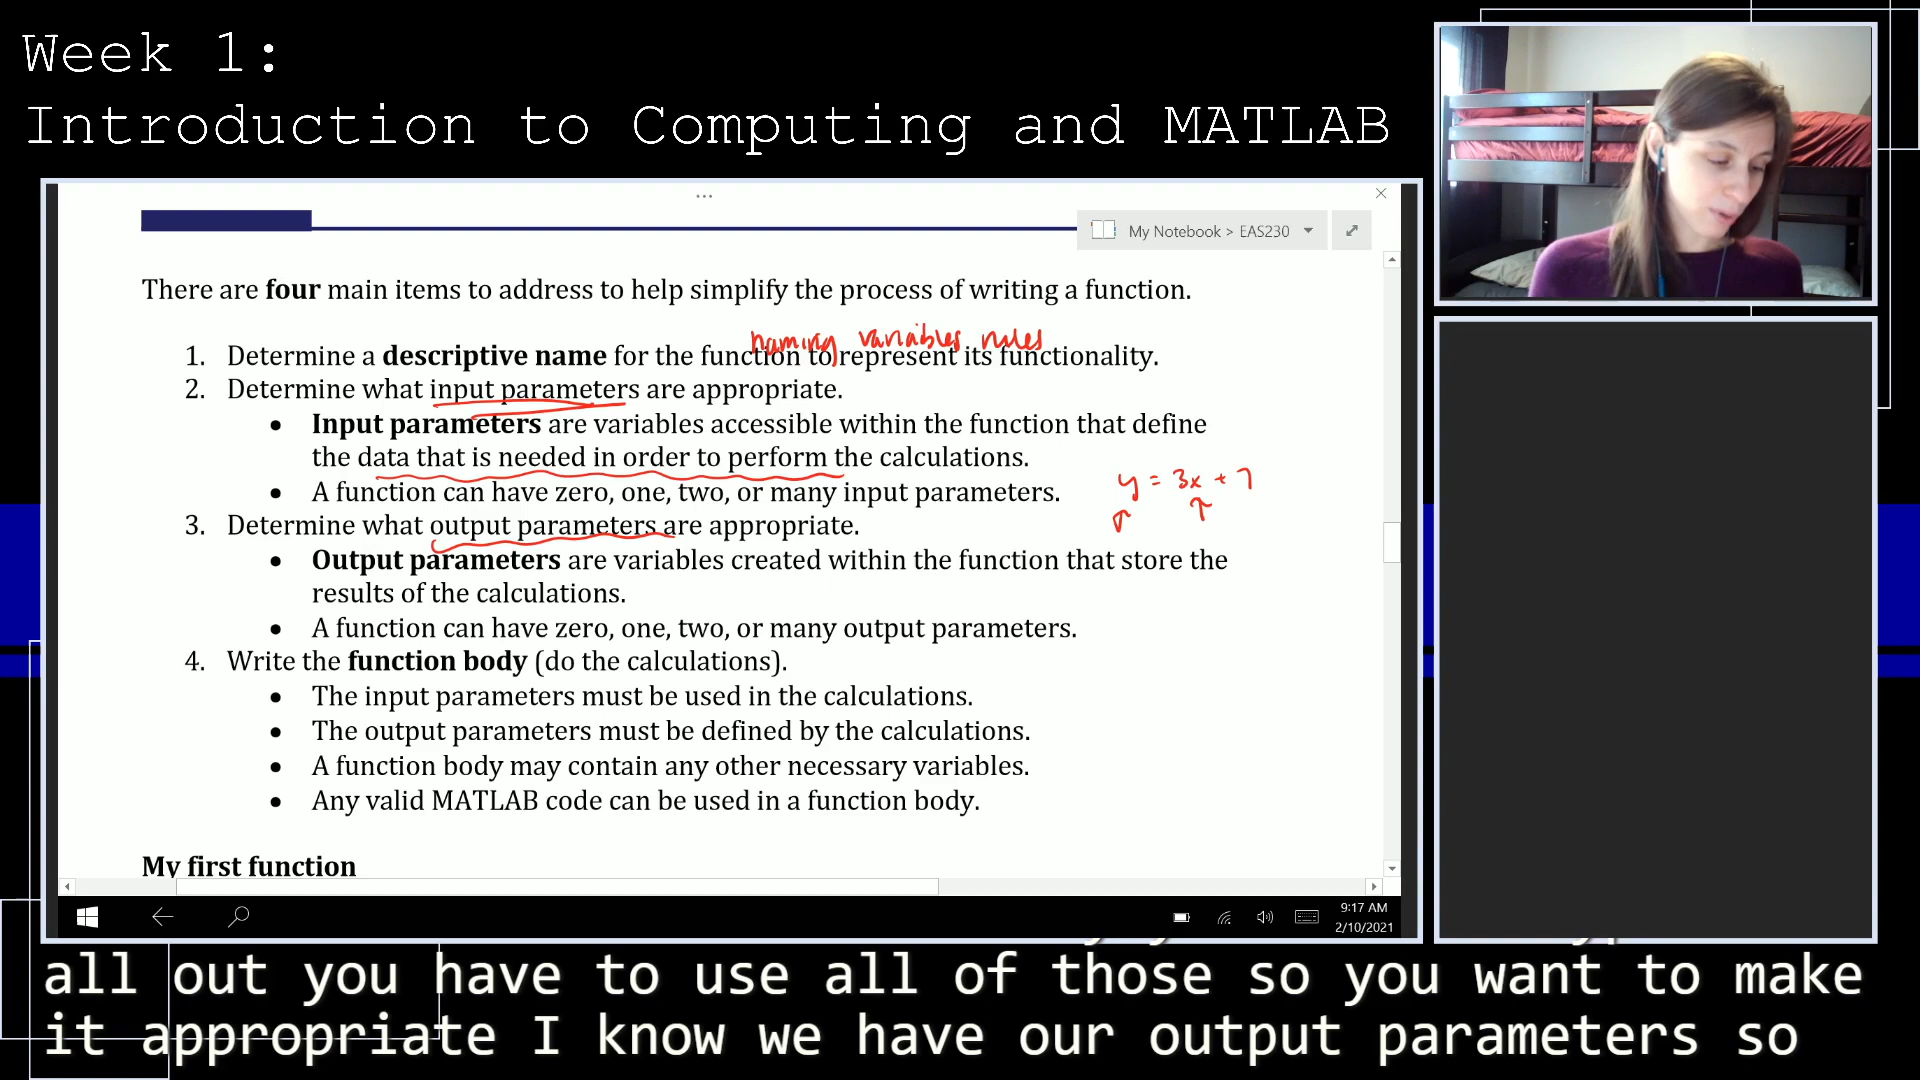 Week 1:
Introduction to Computing and MATLAB
...
My Notebook > EAS230
There are four main items to address to help simplify the process of writing a function.
naming variables rules
1. Determine a descriptive name for the function to represent its functionality.
2. Determine what input parameters are appropriate.
• Input parameters are variables accessible within the function that define
the data that is needed in order to perform the calculations.
y = 3x + 7
• A function can have zero, one, two, or many input parameters.
3. Determine what output parameters are appropriate.
• Output parameters are variables created within the function that store the
results of the calculations.
• A function can have zero, one, two, or many output parameters.
4. Write the function body (do the calculations).
• The input parameters must be used in the calculations.
• The output parameters must be defined by the calculations.
• A function body may contain any other necessary variables.
• Any valid MATLAB code can be used in a function body.
My first function
9:17 AM
2/10/2021
all out you have to use all of those so you want to make
it appropriate I know we have our output parameters so